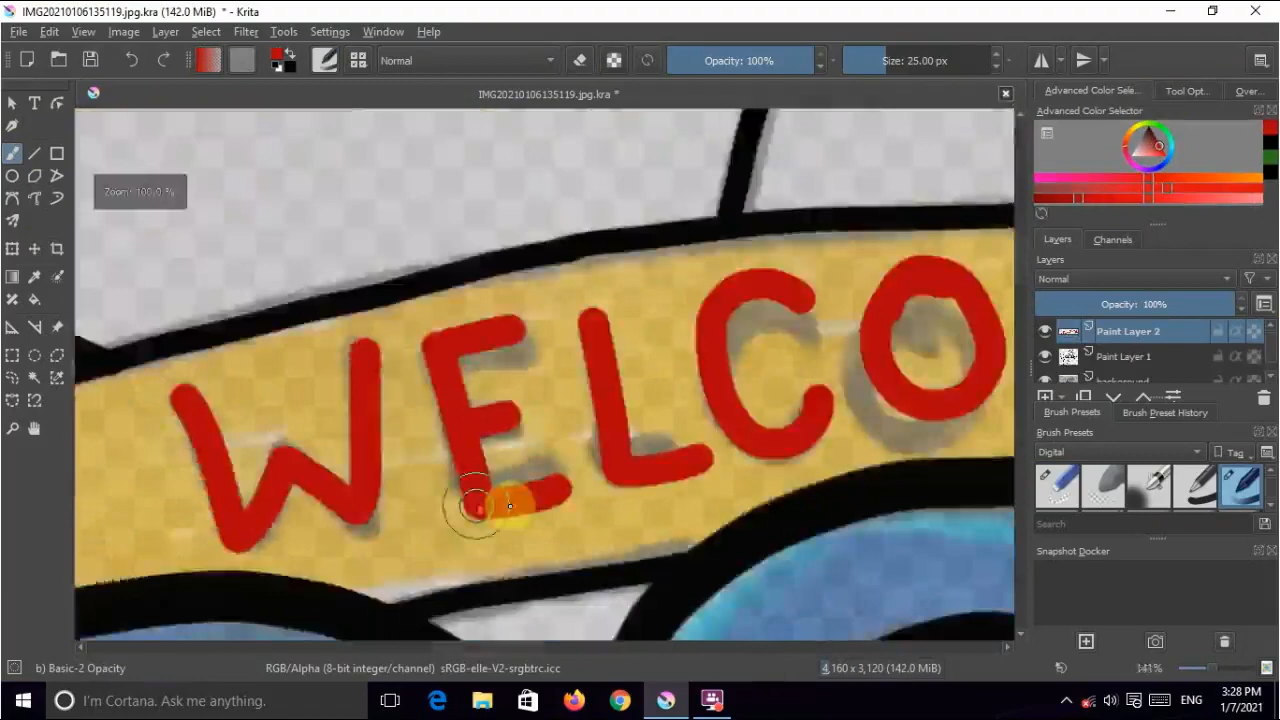 IMG20210106135119.jpg.kra (142.0 MiB) * - Krita
File Edit View Image Layer Select Filter Tools Settings Window Help
Normal Opacity: 100% Size: 25.00 px
IMG20210106135119.jpg.kra *
Advanced Color Sele... Tool Opt... Over...
Advanced Color Selector
Zoom: 100.0 %
WELCO
Layers Channels
Layers
Normal
Opacity: 100%
Paint Layer 2
Paint Layer 1
background
Brush Presets Brush Preset History
Brush Presets
Digital Tag
Search
Snapshot Docker
b) Basic-2 Opacity RGB/Alpha (8-bit integer/channel) sRGB-elle-V2-srgbtrc.icc 4,160 x 3,120 (142.0 MiB)
I'm Cortana. Ask me anything. ENG 3:28 PM
1/7/2021